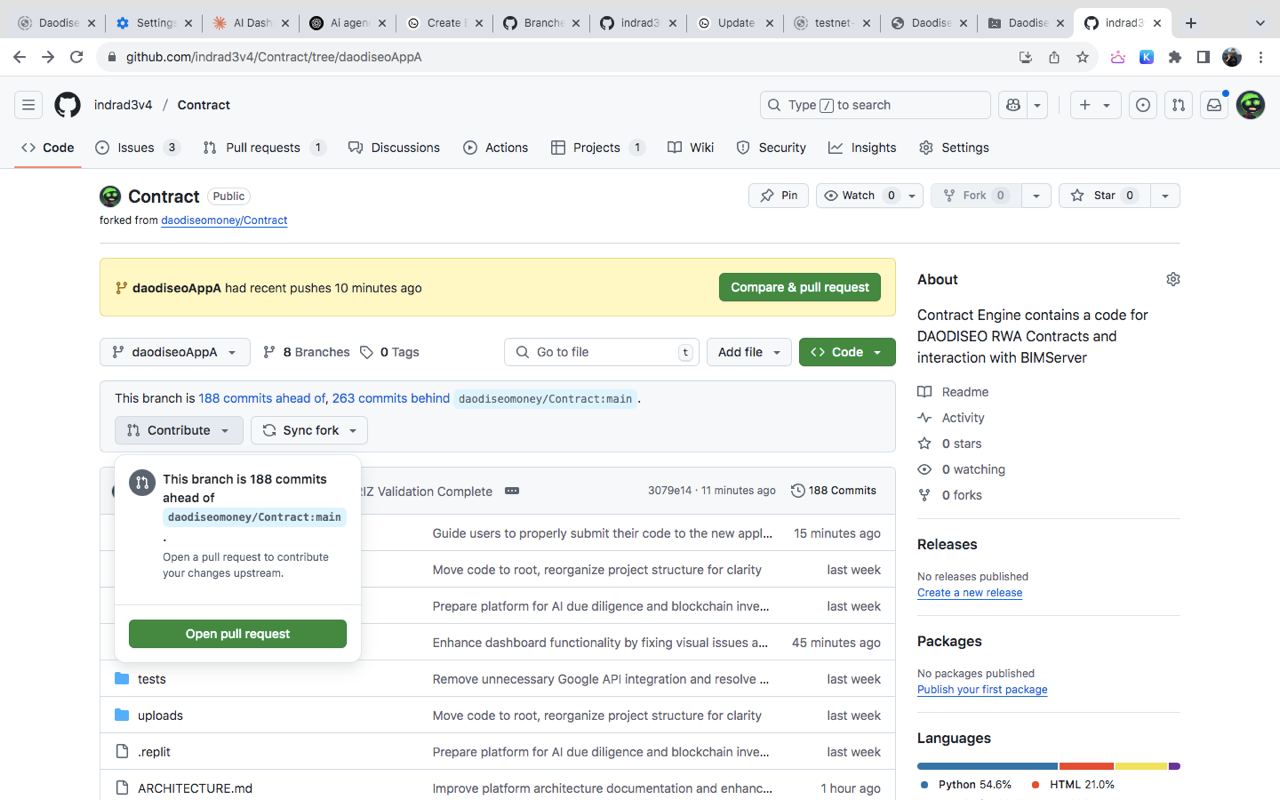 Daodise
Settings
AI Dash
Ai agen
Create
Branche
indrad3
Update
testnet-
Daodise
Daodise
indrad3
github.com/indrad3v4/Contract/tree/daodiseoAppA
indrad3v4 / Contract
Type / to search
Code
Issues 3
Pull requests 1
Discussions
Actions
Projects 1
Wiki
Security
Insights
Settings
Contract Public
forked from daodiseomoney/Contract
Pin
Watch 0
Fork 0
Star 0
daodiseoAppA had recent pushes 10 minutes ago
Compare & pull request
daodiseoAppA
8 Branches
0 Tags
Go to file t
Add file
<> Code
This branch is 188 commits ahead of, 263 commits behind daodiseomoney/Contract:main .
Contribute
Sync fork
This branch is 188 commits
ahead of
daodiseomoney/Contract:main
.
Open a pull request to contribute
your changes upstream.
Open pull request
IZ Validation Complete
3079e14 · 11 minutes ago
188 Commits
Guide users to properly submit their code to the new appl... 15 minutes ago
Move code to root, reorganize project structure for clarity last week
Prepare platform for AI due diligence and blockchain inve... last week
Enhance dashboard functionality by fixing visual issues a... 45 minutes ago
tests Remove unnecessary Google API integration and resolve ... last week
uploads Move code to root, reorganize project structure for clarity last week
.replit Prepare platform for AI due diligence and blockchain inve... last week
ARCHITECTURE.md Improve platform architecture documentation and enhanc... 1 hour ago
About
Contract Engine contains a code for
DAODISEO RWA Contracts and
interaction with BIMServer
Readme
Activity
0 stars
0 watching
0 forks
Releases
No releases published
Create a new release
Packages
No packages published
Publish your first package
Languages
Python 54.6%
HTML 21.0%